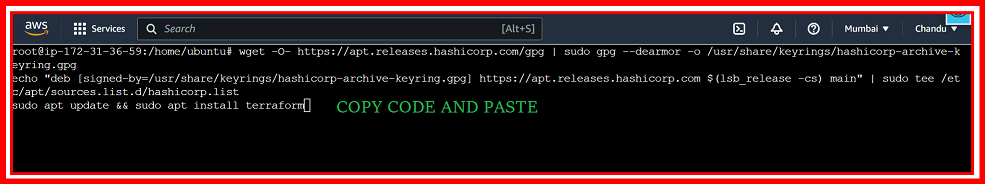 aws Services Search [Alt+S] Mumbai Chandu
root@ip-172-31-36-59:/home/ubuntu# wget -O- https://apt.releases.hashicorp.com/gpg | sudo gpg --dearmor -o /usr/share/keyrings/hashicorp-archive-k
eyring.gpg
echo "deb [signed-by=/usr/share/keyrings/hashicorp-archive-keyring.gpg] https://apt.releases.hashicorp.com $(lsb_release -cs) main" | sudo tee /et
c/apt/sources.list.d/hashicorp.list
sudo apt update && sudo apt install terraform
COPY CODE AND PASTE